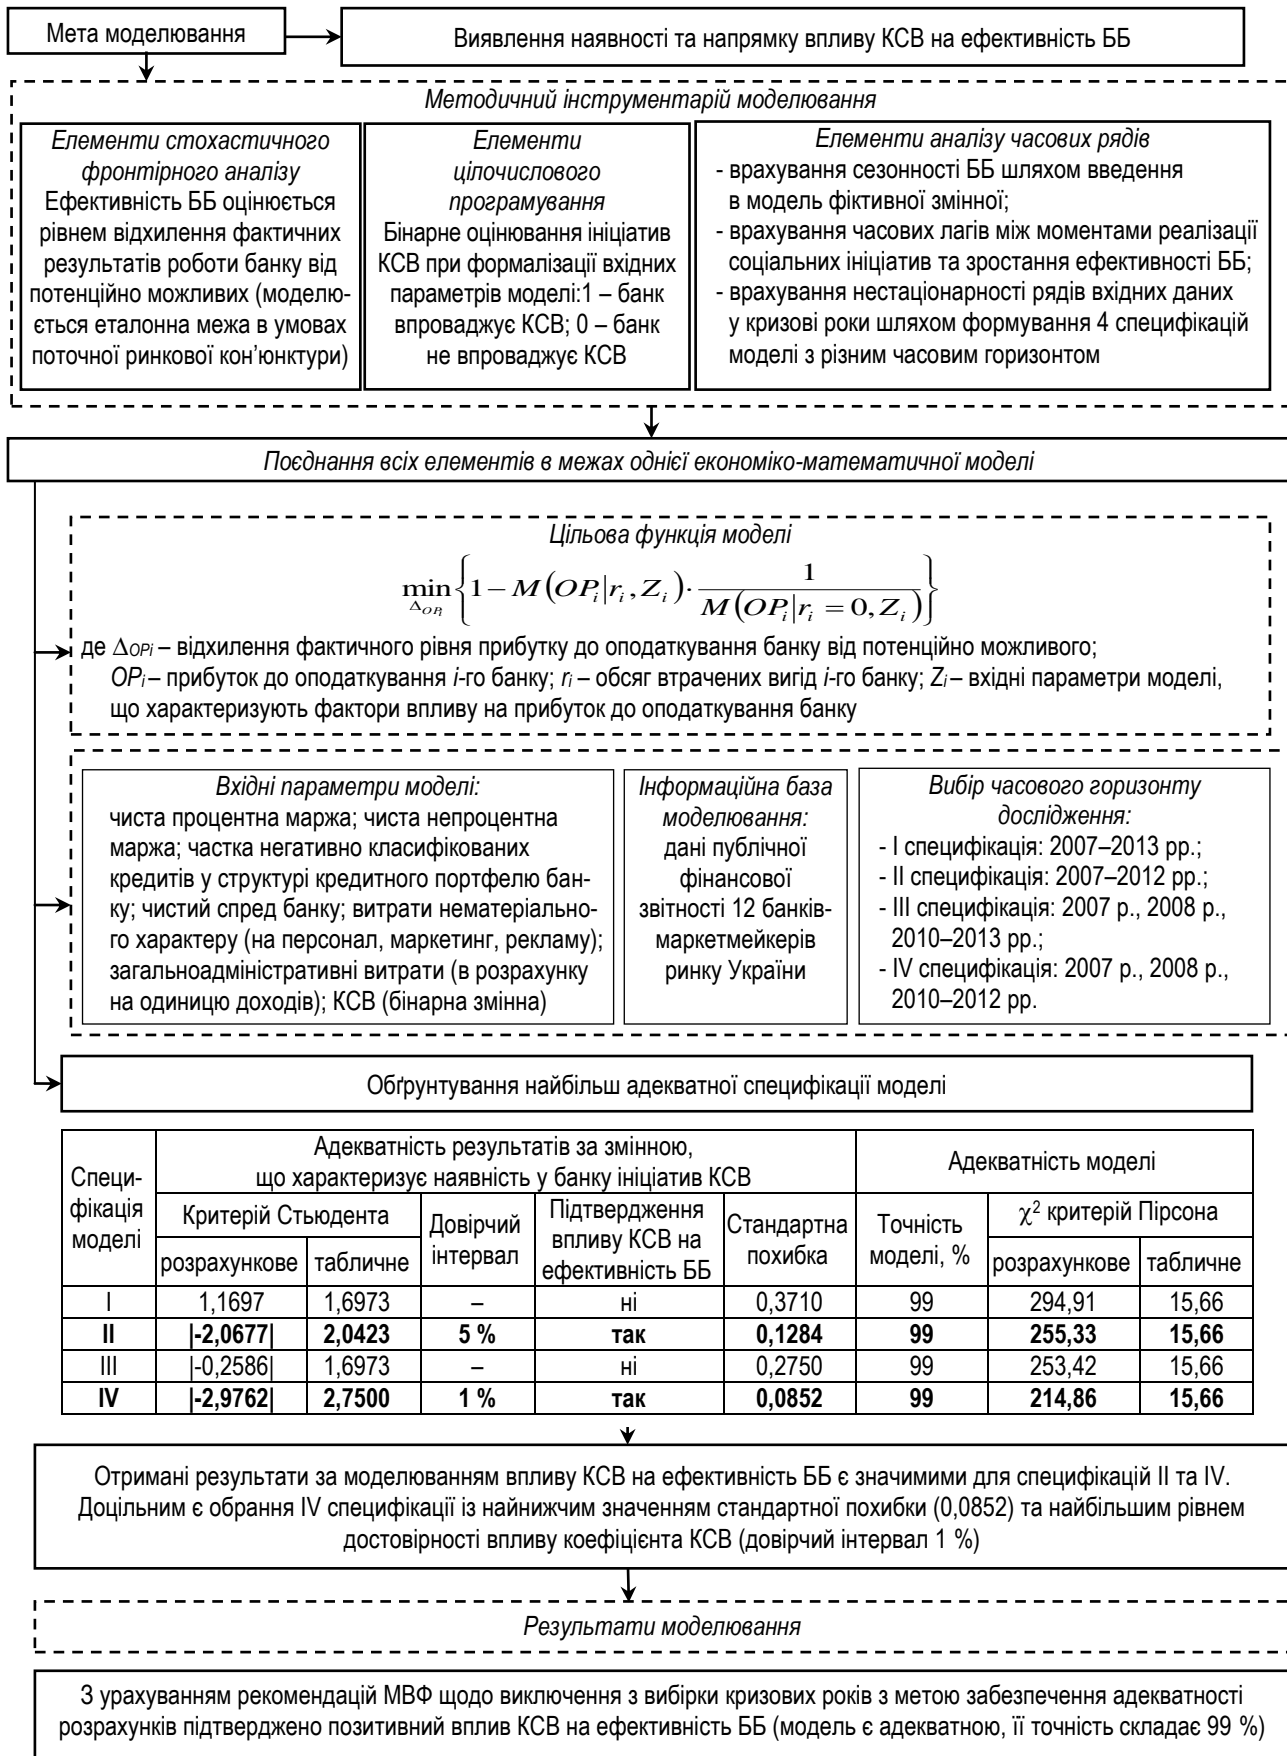 Мета моделювання
Виявлення наявності та напрямку впливу КСВ на ефективність ББ
Методичний інструментарій моделювання
Елементи стохастичного
фронтірного аналізу
Ефективність ББ оцінюється
рівнем відхилення фактичних
результатів роботи банку від
потенційно можливих (моделю-
ється еталонна межа в умовах
поточної ринкової кон’юнктури)
Елементи
цілочислового
програмування
Бінарне оцінювання ініціатив
КСВ при формалізації вхідних
параметрів моделі:1 – банк
впроваджує КСВ; 0 – банк
не впроваджує КСВ
Елементи аналізу часових рядів
- врахування сезонності ББ шляхом введення
в модель фіктивної змінної;
- врахування часових лагів між моментами реалізації
соціальних ініціатив та зростання ефективності ББ;
- врахування нестаціонарності рядів вхідних даних
у кризові роки шляхом формування 4 специфікацій
моделі з різним часовим горизонтом
Поєднання всіх елементів в межах однієї економіко-математичної моделі
Цільова функція моделі
min_{Δ_{OP_i}} {1 − M(OP_i|r_i, Z_i) · 1 / M(OP_i|r_i = 0, Z_i)}
де ΔOPi – відхилення фактичного рівня прибутку до оподаткування банку від потенційно можливого;
OPi – прибуток до оподаткування i-го банку; ri – обсяг втрачених вигід i-го банку; Zi – вхідні параметри моделі,
що характеризують фактори впливу на прибуток до оподаткування банку
Вхідні параметри моделі:
чиста процентна маржа; чиста непроцентна
маржа; частка негативно класифікованих
кредитів у структурі кредитного портфелю бан-
ку; чистий спред банку; витрати нематеріально-
го характеру (на персонал, маркетинг, рекламу);
загальноадміністративні витрати (в розрахунку
на одиницю доходів); КСВ (бінарна змінна)
Інформаційна база
моделювання:
дані публічної
фінансової
звітності 12 банків-
маркетмейкерів
ринку України
Вибір часового горизонту
дослідження:
- І специфікація: 2007–2013 рр.;
- ІІ специфікація: 2007–2012 рр.;
- ІІІ специфікація: 2007 р., 2008 р.,
2010–2013 рр.;
- IV специфікація: 2007 р., 2008 р.,
2010–2012 рр.
Обґрунтування найбільш адекватної специфікації моделі
Специ-
фікація
моделі
Адекватність результатів за змінною,
що характеризує наявність у банку ініціатив КСВ
Адекватність моделі
Критерій Стьюдента
Довірчий
інтервал
Підтвердження
впливу КСВ на
ефективність ББ
Стандартна
похибка
Точність
моделі, %
χ² критерій Пірсона
розрахункове табличне
розрахункове табличне
І 1,1697 1,6973 – ні 0,3710 99 294,91 15,66
ІІ |-2,0677| 2,0423 5 % так 0,1284 99 255,33 15,66
ІІІ |-0,2586| 1,6973 – ні 0,2750 99 253,42 15,66
IV |-2,9762| 2,7500 1 % так 0,0852 99 214,86 15,66
Отримані результати за моделюванням впливу КСВ на ефективність ББ є значимими для специфікацій ІІ та IV.
Доцільним є обрання IV специфікації із найнижчим значенням стандартної похибки (0,0852) та найбільшим рівнем
достовірності впливу коефіцієнта КСВ (довірчий інтервал 1 %)
Результати моделювання
З урахуванням рекомендацій МВФ щодо виключення з вибірки кризових років з метою забезпечення адекватності
розрахунків підтверджено позитивний вплив КСВ на ефективність ББ (модель є адекватною, її точність складає 99 %)